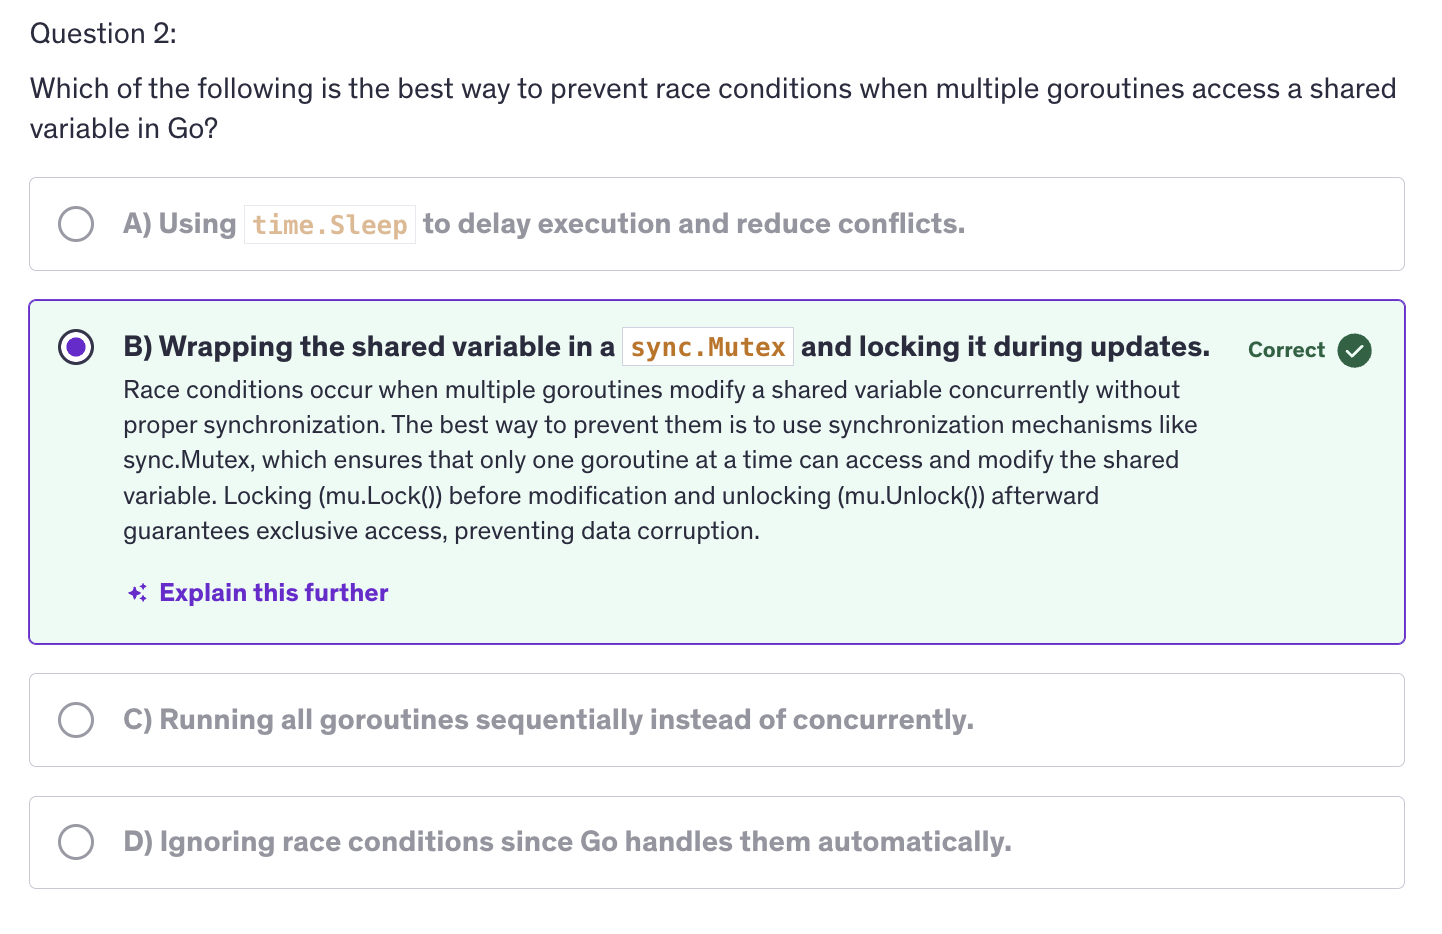 Question 2:
Which of the following is the best way to prevent race conditions when multiple goroutines access a shared
variable in Go?
A) Using time.Sleep to delay execution and reduce conflicts.
B) Wrapping the shared variable in a sync.Mutex and locking it during updates.
Correct
Race conditions occur when multiple goroutines modify a shared variable concurrently without
proper synchronization. The best way to prevent them is to use synchronization mechanisms like
sync.Mutex, which ensures that only one goroutine at a time can access and modify the shared
variable. Locking (mu.Lock()) before modification and unlocking (mu.Unlock()) afterward
guarantees exclusive access, preventing data corruption.
Explain this further
C) Running all goroutines sequentially instead of concurrently.
D) Ignoring race conditions since Go handles them automatically.